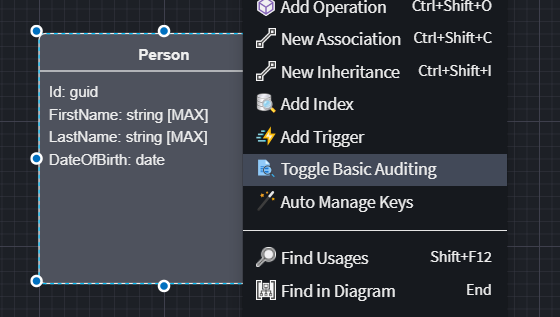 Person
Id: guid
FirstName: string [MAX]
LastName: string [MAX]
DateOfBirth: date
Add Operation Ctrl+Shift+O
New Association Ctrl+Shift+C
New Inheritance Ctrl+Shift+I
Add Index
Add Trigger
Toggle Basic Auditing
Auto Manage Keys
Find Usages Shift+F12
Find in Diagram End